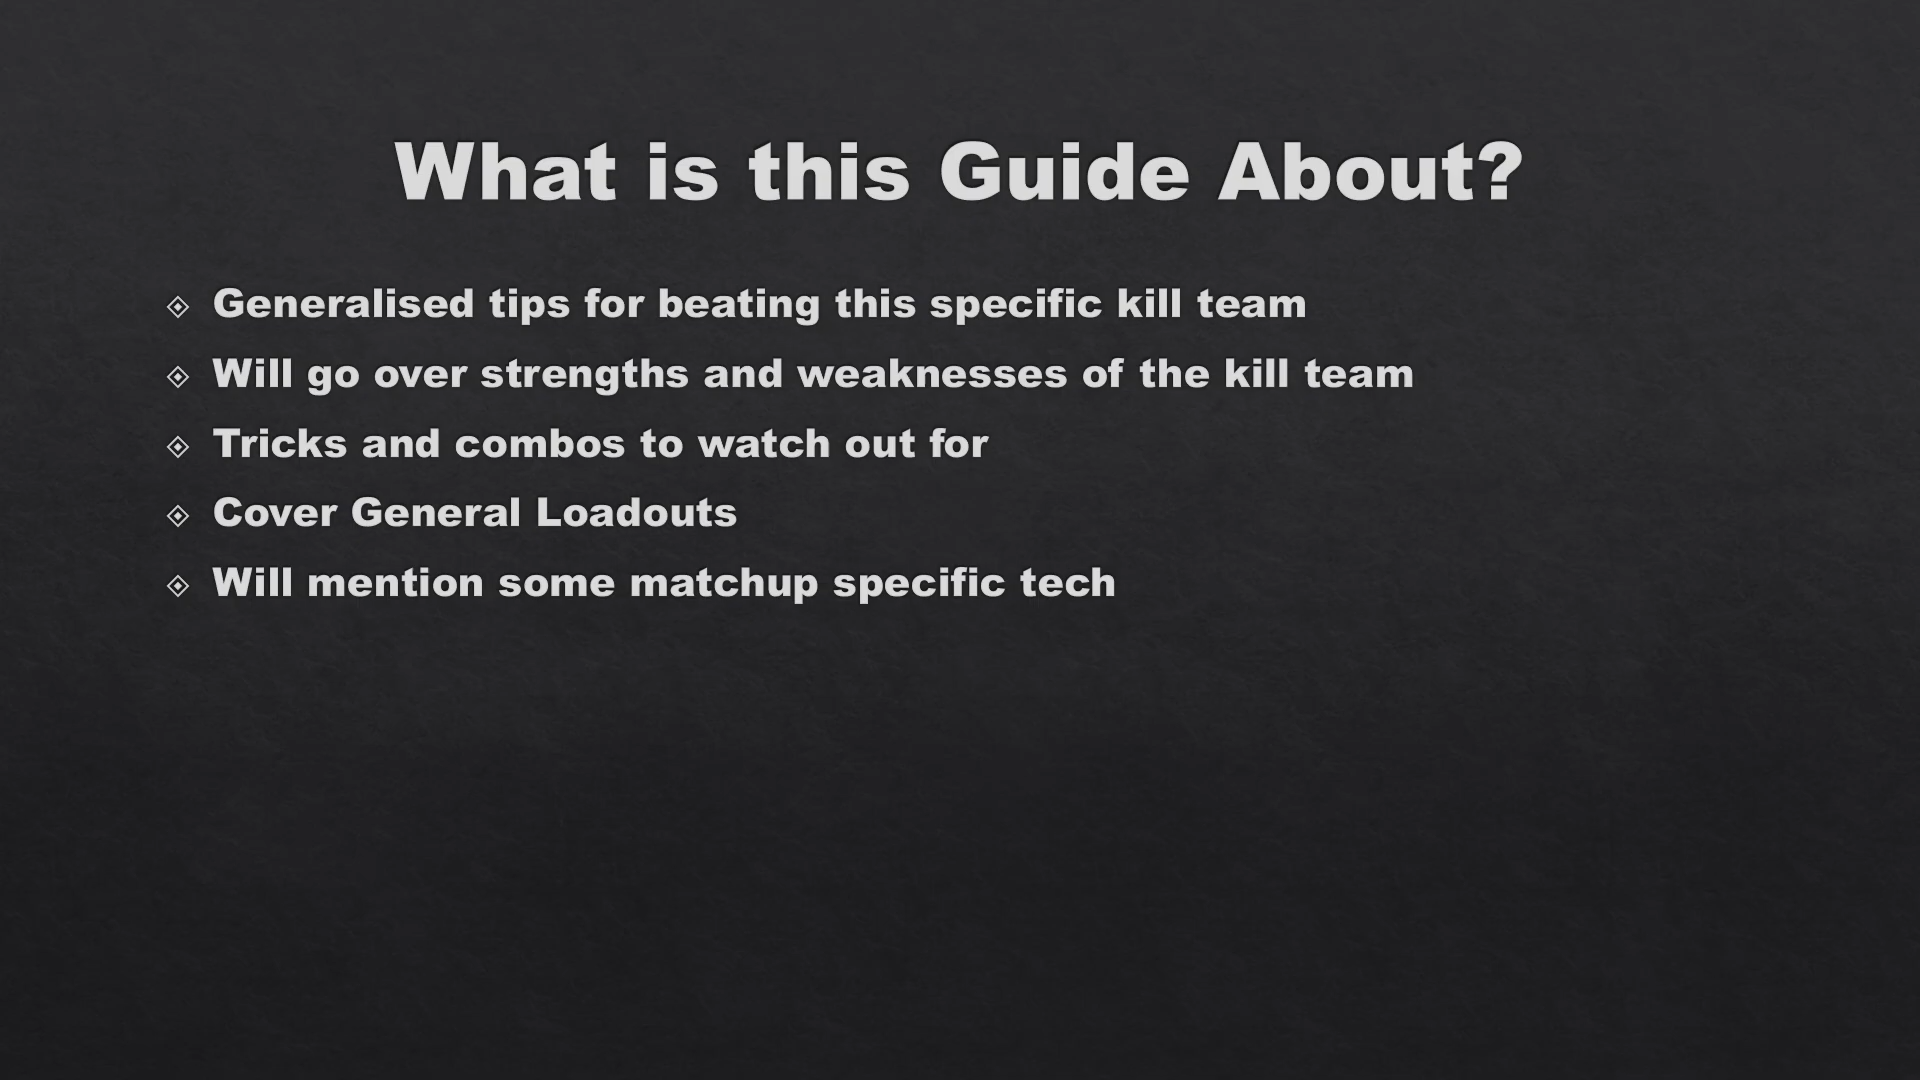 What is this Guide About?
Generalised tips for beating this specific kill team
Will go over strengths and weaknesses of the kill team
Tricks and combos to watch out for
Cover General Loadouts
Will mention some matchup specific tech